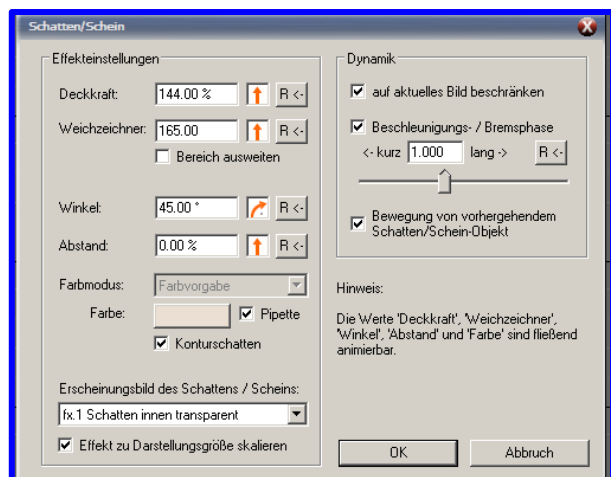 Schatten/Schein
Effekteinstellungen
Deckkraft: 144.00 % R <-
Weichzeichner: 165.00 R <-
Bereich ausweiten
Winkel: 45.00 ° R <-
Abstand: 0.00 % R <-
Farbmodus: Farbvorgabe
Farbe: Pipette
Konturschatten
Erscheinungsbild des Schattens / Scheins:
fx.1 Schatten innen transparent
Effekt zu Darstellungsgröße skalieren
Dynamik
auf aktuelles Bild beschränken
Beschleunigungs- / Bremsphase
<- kurz 1.000 lang -> R <-
Bewegung von vorhergehendem
Schatten/Schein-Objekt
Hinweis:
Die Werte 'Deckkraft', 'Weichzeichner',
'Winkel', 'Abstand' und 'Farbe' sind fließend
animierbar.
OK Abbruch